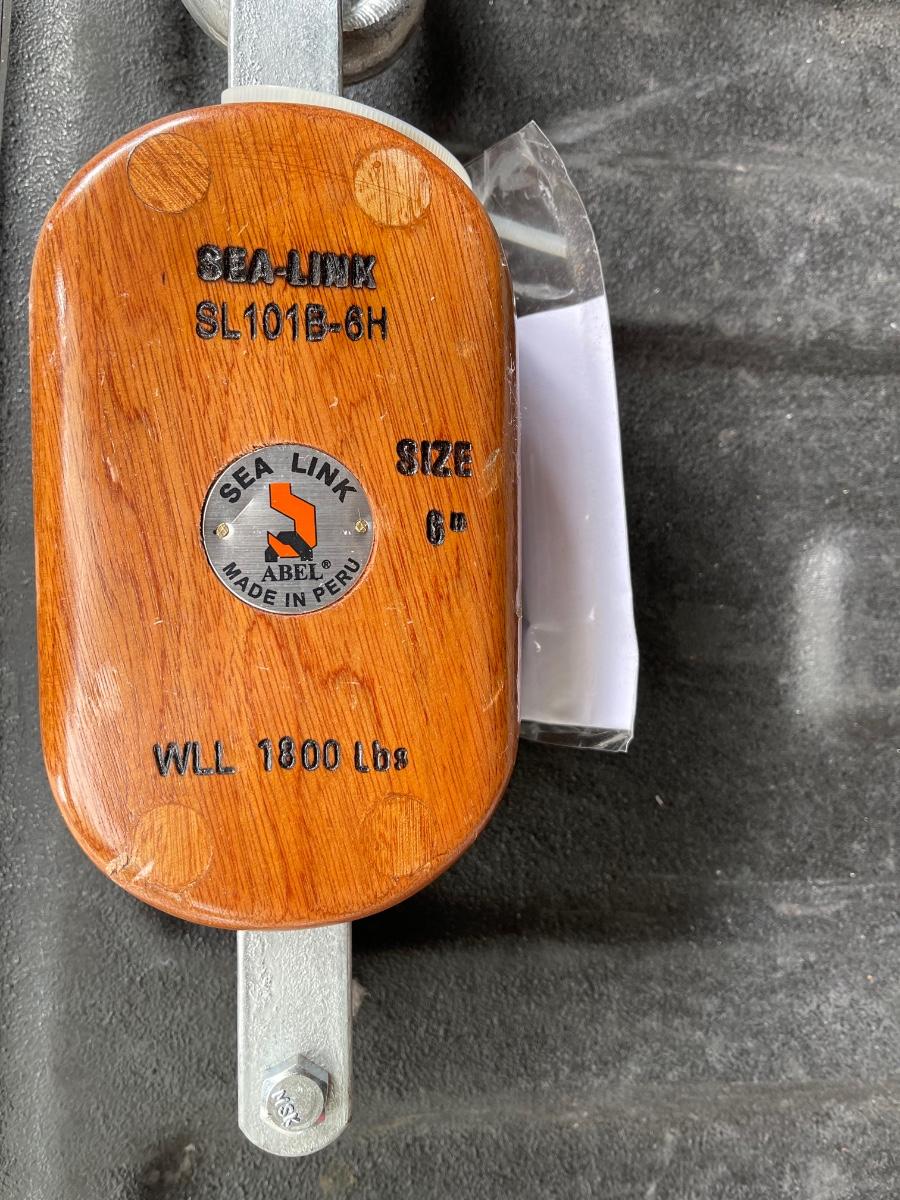 SEA-LINK
SL101B-6H
SIZE
6"
SEA LINK
ABEL®
MADE IN PERU
WLL 1800 Lbs
MSK